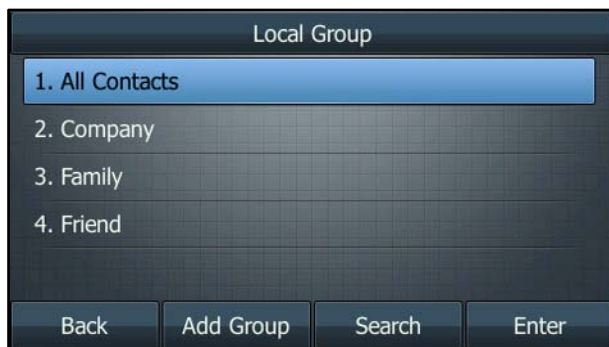 Local Group
1. All Contacts
2. Company
3. Family
4. Friend
Back Add Group Search Enter